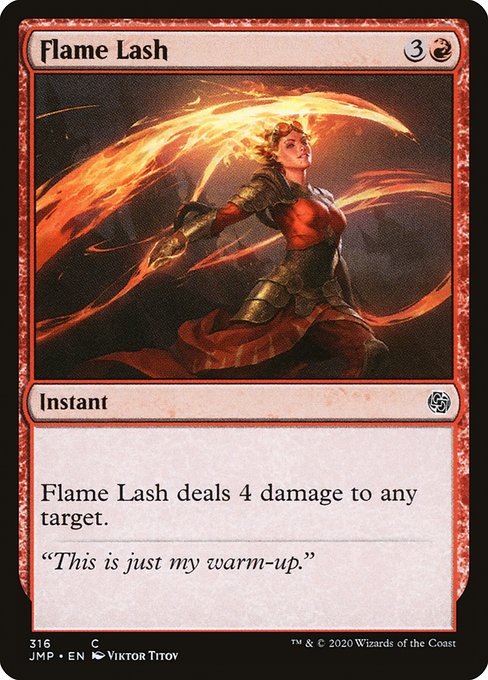 Flame Lash 3
Instant
Flame Lash deals 4 damage to any
target.
“This is just my warm-up.”
316 C
JMP • EN Viktor Titov
™ & © 2020 Wizards of the Coast